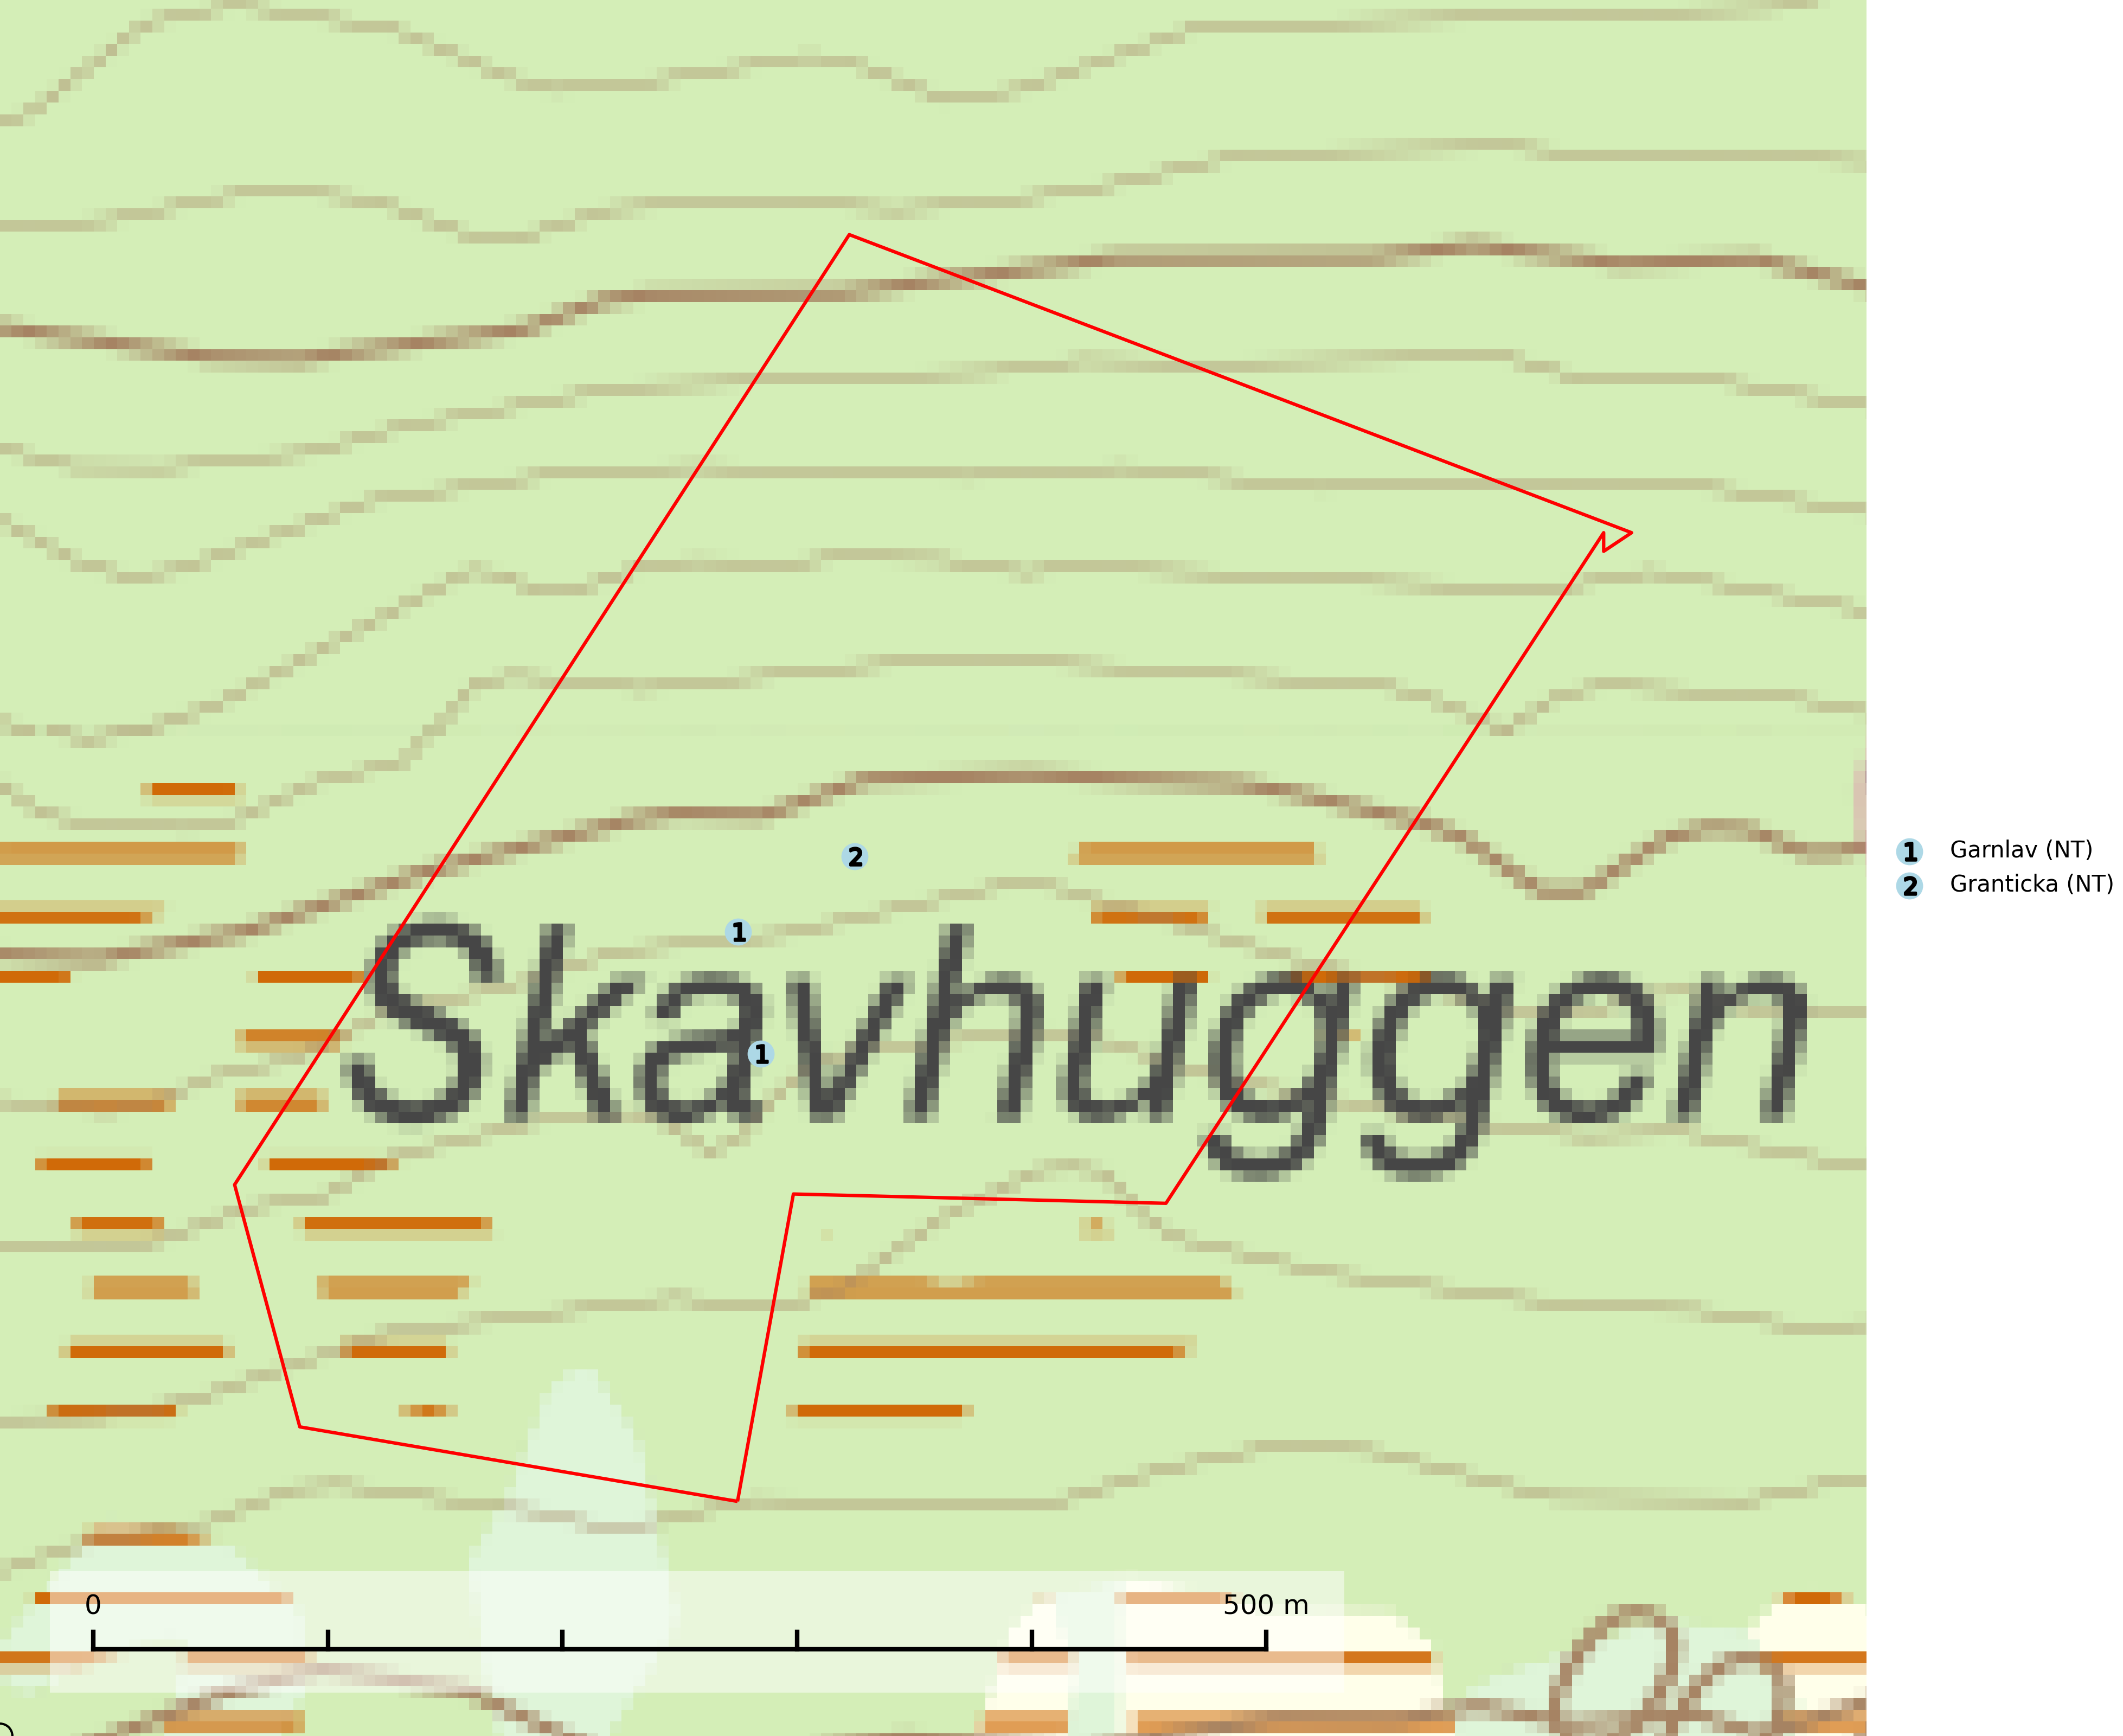 2
1
Skavhuggen
1
1 Garnlav (NT)
2 Granticka (NT)
0 500 m